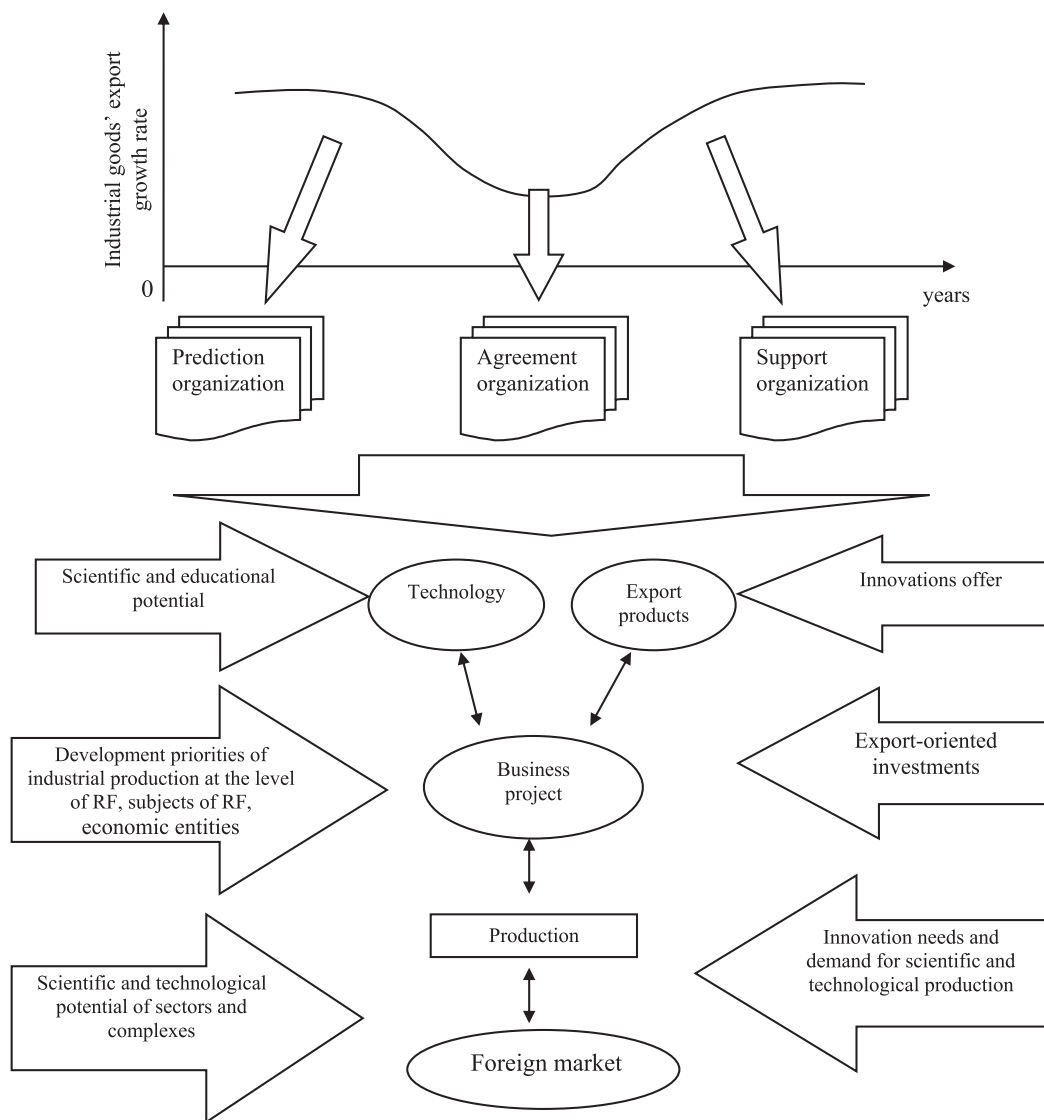 Industrial goods’ export
growth rate
0
years
Prediction
organization
Agreement
organization
Support
organization
Scientific and educational
potential
Technology
Export
products
Innovations offer
Development priorities of
industrial production at the level
of RF, subjects of RF,
economic entities
Business
project
Export-oriented
investments
Production
Scientific and technological
potential of sectors and
complexes
Innovation needs and
demand for scientific and
technological production
Foreign market